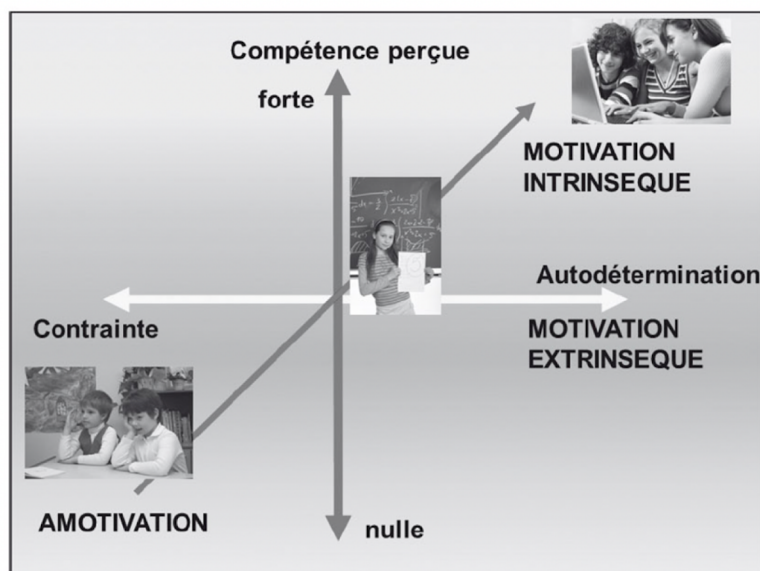 Compétence perçue
forte
MOTIVATION
INTRINSEQUE
Autodétermination
Contrainte
MOTIVATION
EXTRINSEQUE
AMOTIVATION
nulle